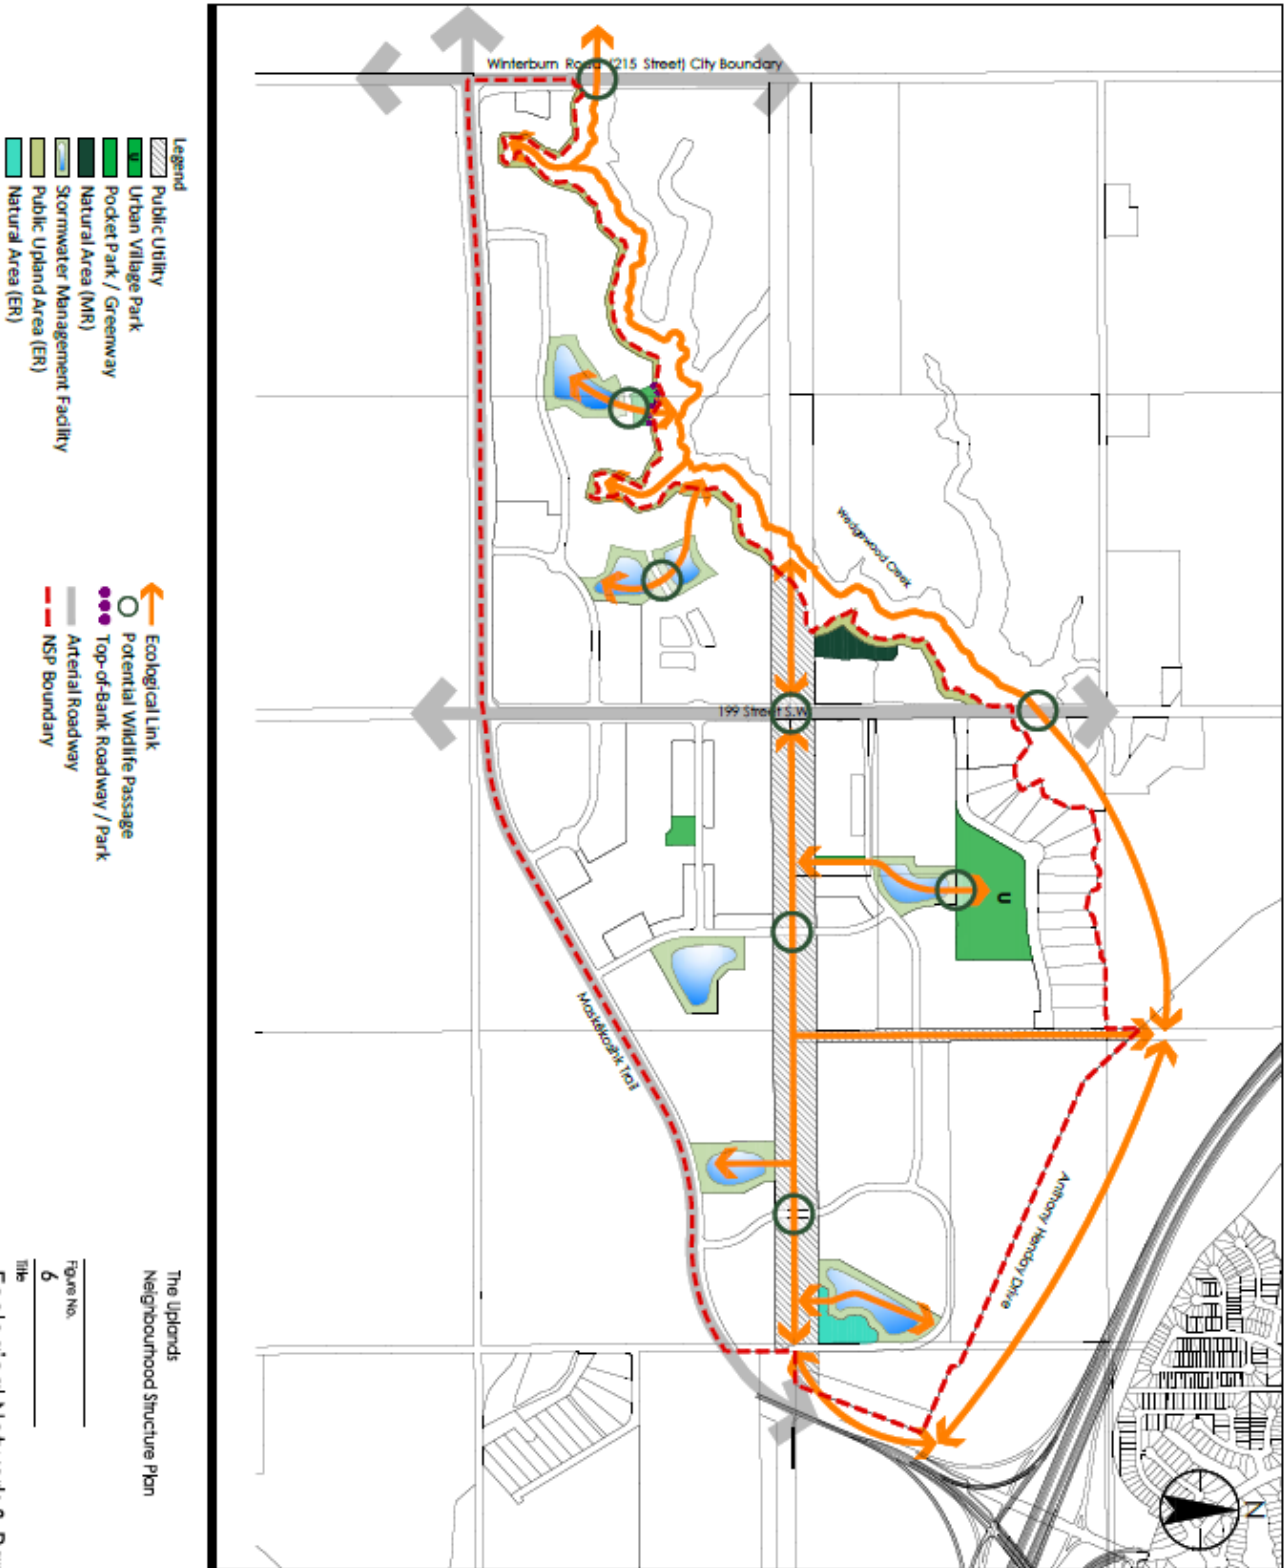 Winterburn Road (215 Street) City Boundary
Wedgewood Creek
199 Street S.W.
U
Maskêkosihk Trail
Anthony Henday Drive
N
Legend
Public Utility
U Urban Village Park
Pocket Park / Greenway
Natural Area (MR)
Stormwater Management Facility
Public Upland Area (ER)
Natural Area (ER)
Ecological Link
Potential Wildlife Passage
Top-of-Bank Roadway / Park
Arterial Roadway
NSP Boundary
The Uplands
Neighbourhood Structure Plan
Figure No.
6
Title